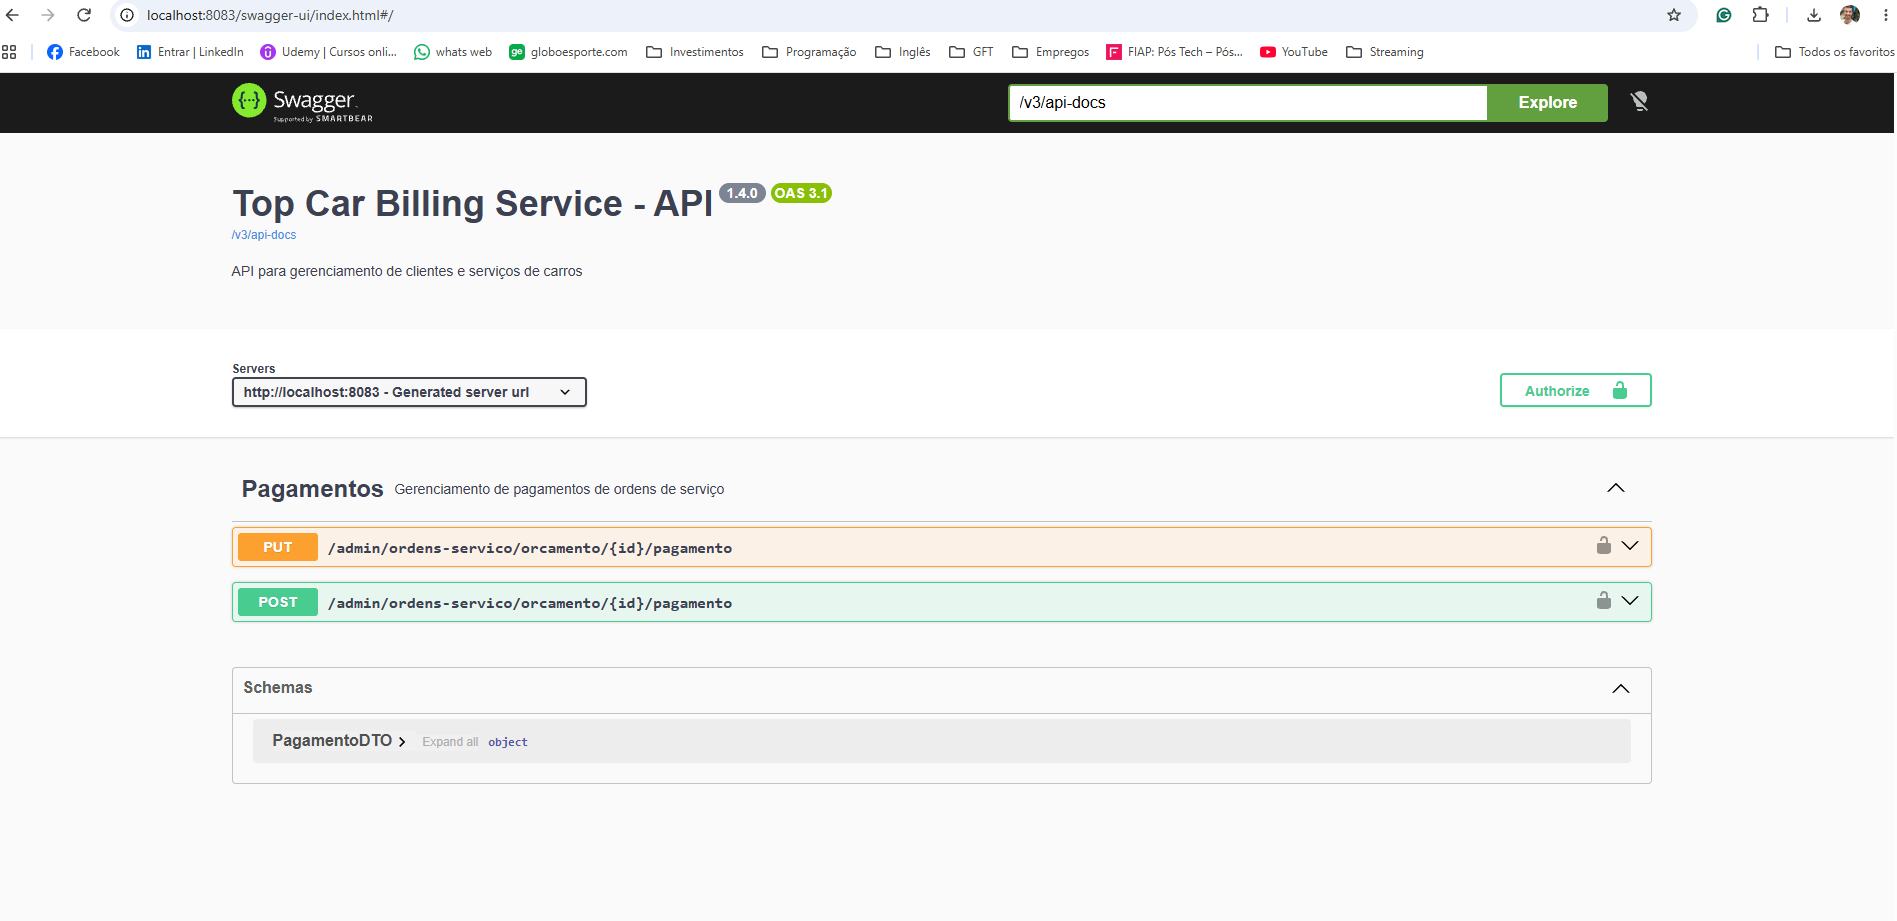 localhost:8083/swagger-ui/index.html#/
Facebook
Entrar | LinkedIn
Udemy | Cursos onli...
whats web
globoesporte.com
Investimentos
Programação
Inglês
GFT
Empregos
FIAP: Pós Tech – Pós...
YouTube
Streaming
Todos os favoritos
Swagger
Supported by SMARTBEAR
/v3/api-docs
Explore
Top Car Billing Service - API 1.4.0 OAS 3.1
/v3/api-docs
API para gerenciamento de clientes e serviços de carros
Servers
http://localhost:8083 - Generated server url
Authorize
Pagamentos Gerenciamento de pagamentos de ordens de serviço
PUT /admin/ordens-servico/orcamento/{id}/pagamento
POST /admin/ordens-servico/orcamento/{id}/pagamento
Schemas
PagamentoDTO Expand all object